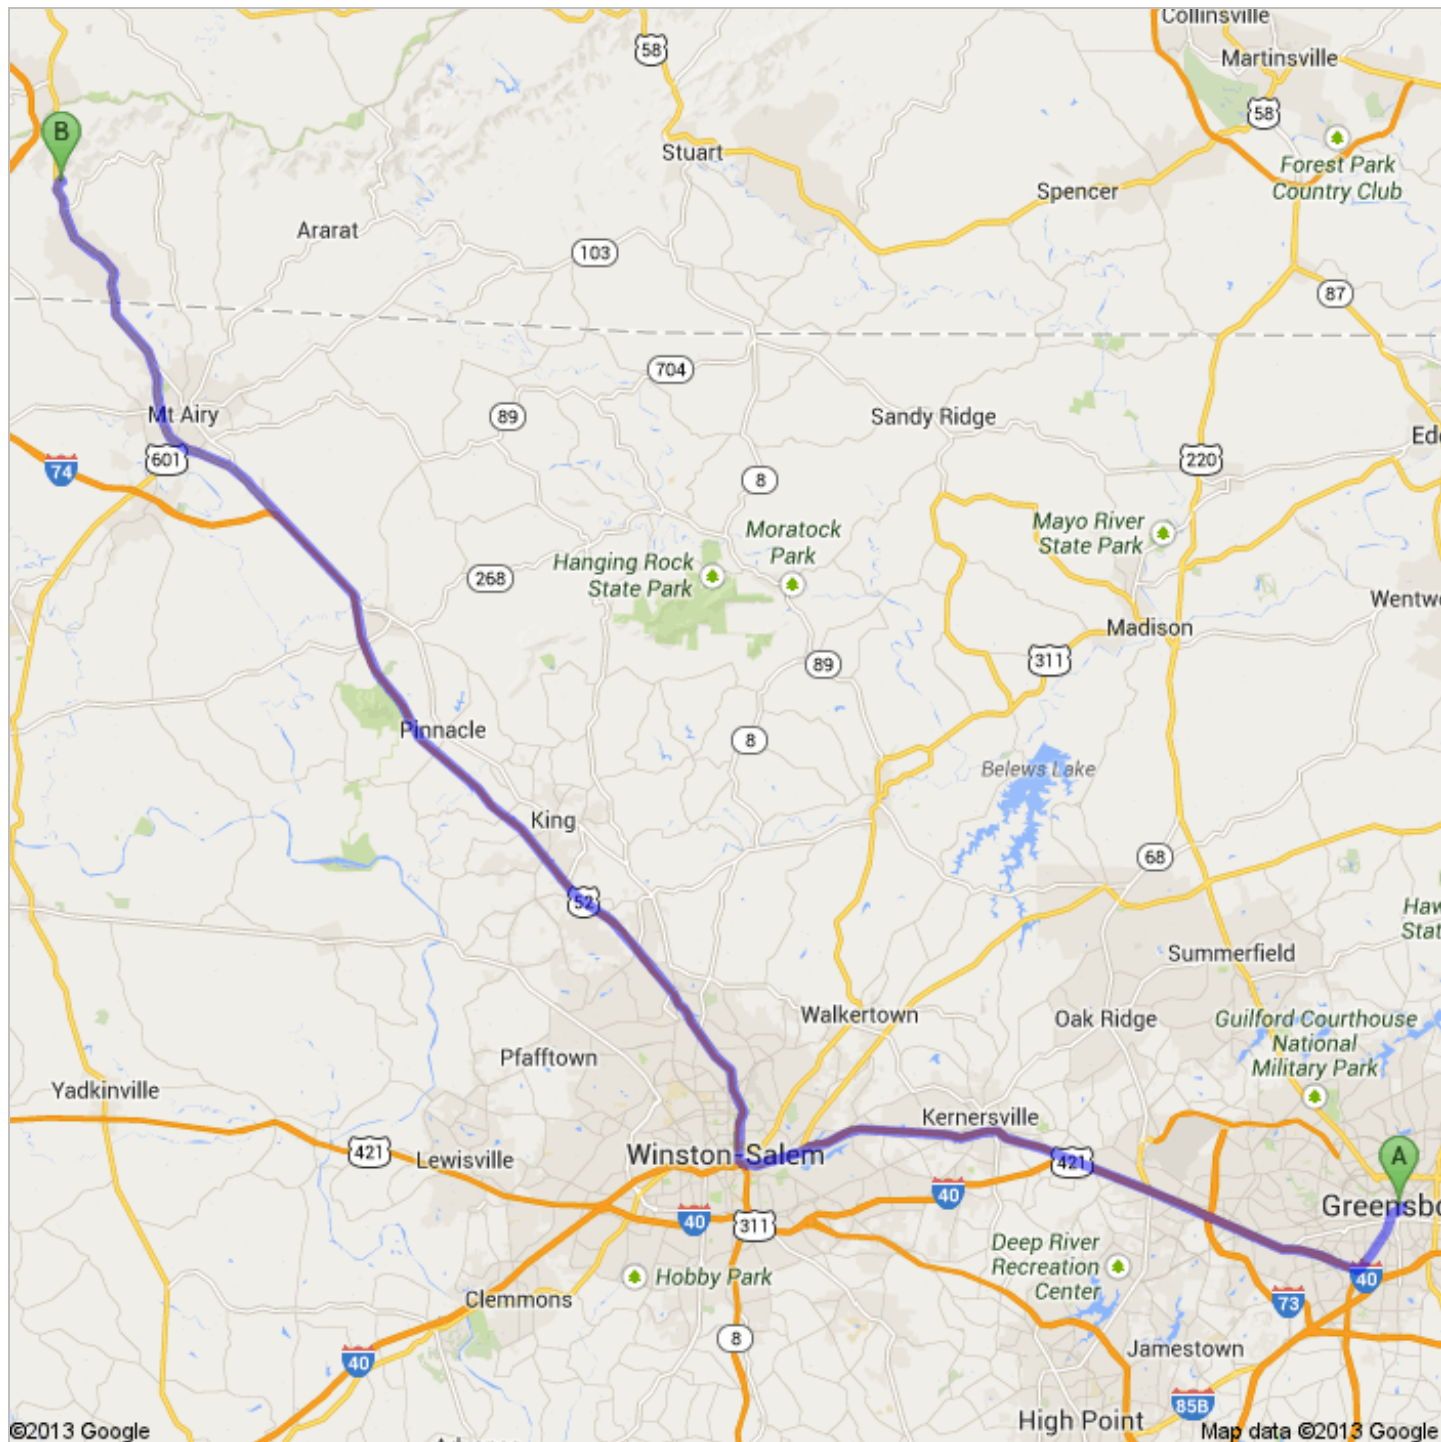 Collinsville
58
Martinsville
B
58
Stuart
Forest Park
Country Club
Spencer
Ararat
103
87
704
89
Mt Airy
Sandy Ridge
601
74
220
8
Mayo River
State Park
Moratock
Park
Hanging Rock
State Park
268
Madison
89
311
Pinnacle
8
Belews Lake
King
68
52
Summerfield
Walkertown
Oak Ridge
Guilford Courthouse
National
Military Park
Pfafftown
Yadkinville
Kernersville
421
Lewisville
Winston-Salem
421
A
40
40
311
Greensbo
Deep River
Recreation
Center
Hobby Park
40
73
Clemmons
8
Jamestown
40
85B
High Point
©2013 Google
Map data ©2013 Google